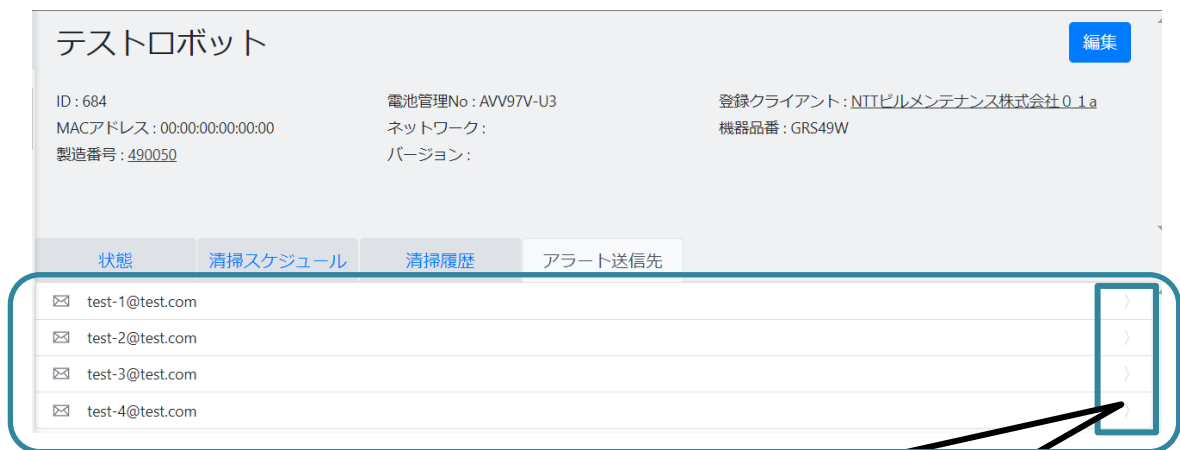 テストロボット
編集
ID : 684
電池管理No : AVV97V-U3
登録クライアント : NTTビルメンテナンス株式会社０１a
MACアドレス : 00:00:00:00:00:00
ネットワーク :
機器品番 : GRS49W
製造番号 : 490050
バージョン :
状態
清掃スケジュール
清掃履歴
アラート送信先
test-1@test.com
test-2@test.com
test-3@test.com
test-4@test.com